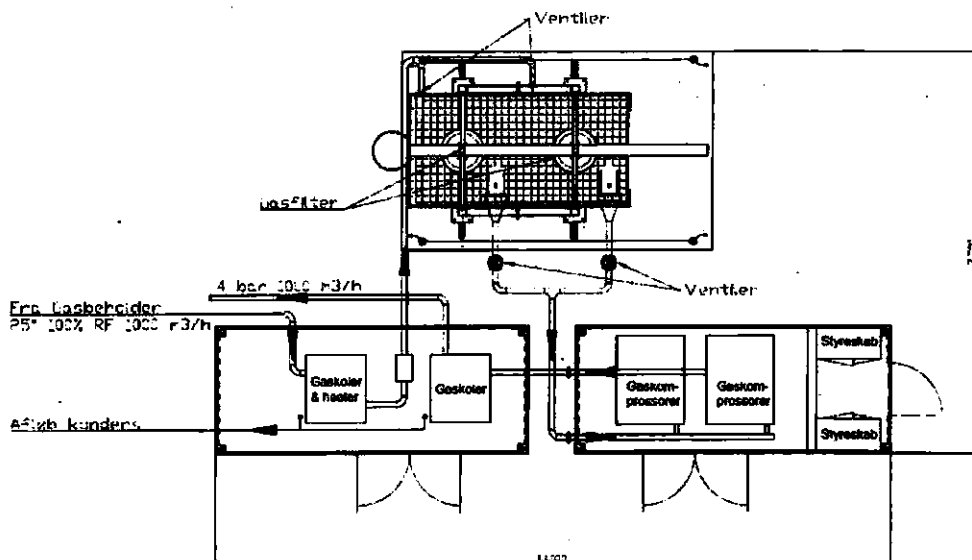 Ventiler
Gasfilter
4 bar 1000 m3/h
Fra Gasbeholder
25° 100% RF 1000 m3/h
Ventiler
Gaskøler
& heater
Gaskøler
Gaskom-
pressorer
Gaskom-
pressorer
Styreskab
Styreskab
Afløb kondens